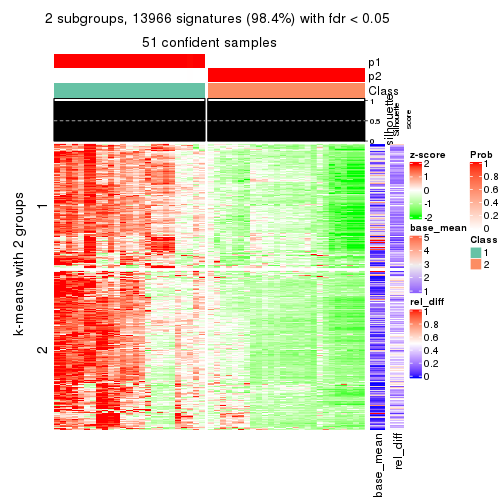 2 subgroups, 13966 signatures (98.4%) with fdr < 0.05
51 confident samples
p1
p2
Class
silhouette
Silhouette
score
1
0.5
0
k-means with 2 groups
1
2
base_mean
rel_diff
z-score
2
1
0
-1
-2
base_mean
5
4
3
2
1
rel_diff
1
0.8
0.6
0.4
0.2
0
Prob
1
0.8
0.6
0.4
0.2
0
Class
1
2